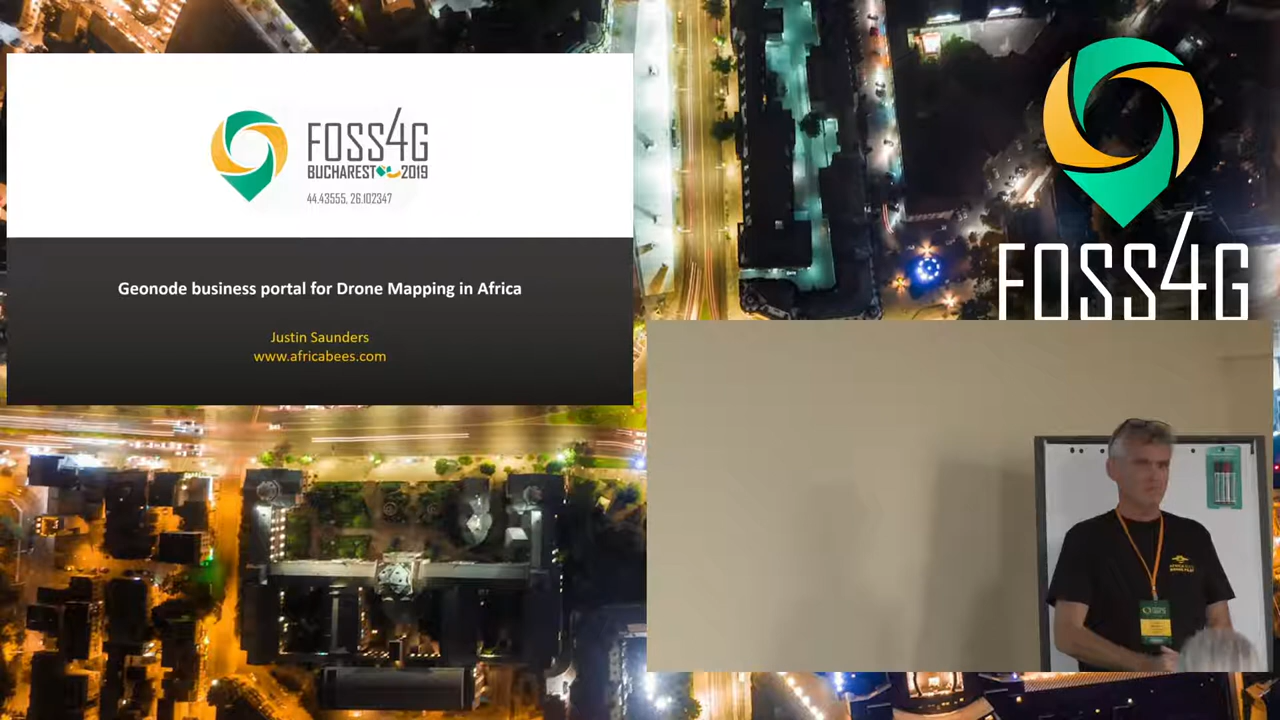 FOSS4G
BUCHAREST 2019
44.43555, 26.102347
Geonode business portal for Drone Mapping in Africa
Justin Saunders
www.africabees.com
FOSS4G